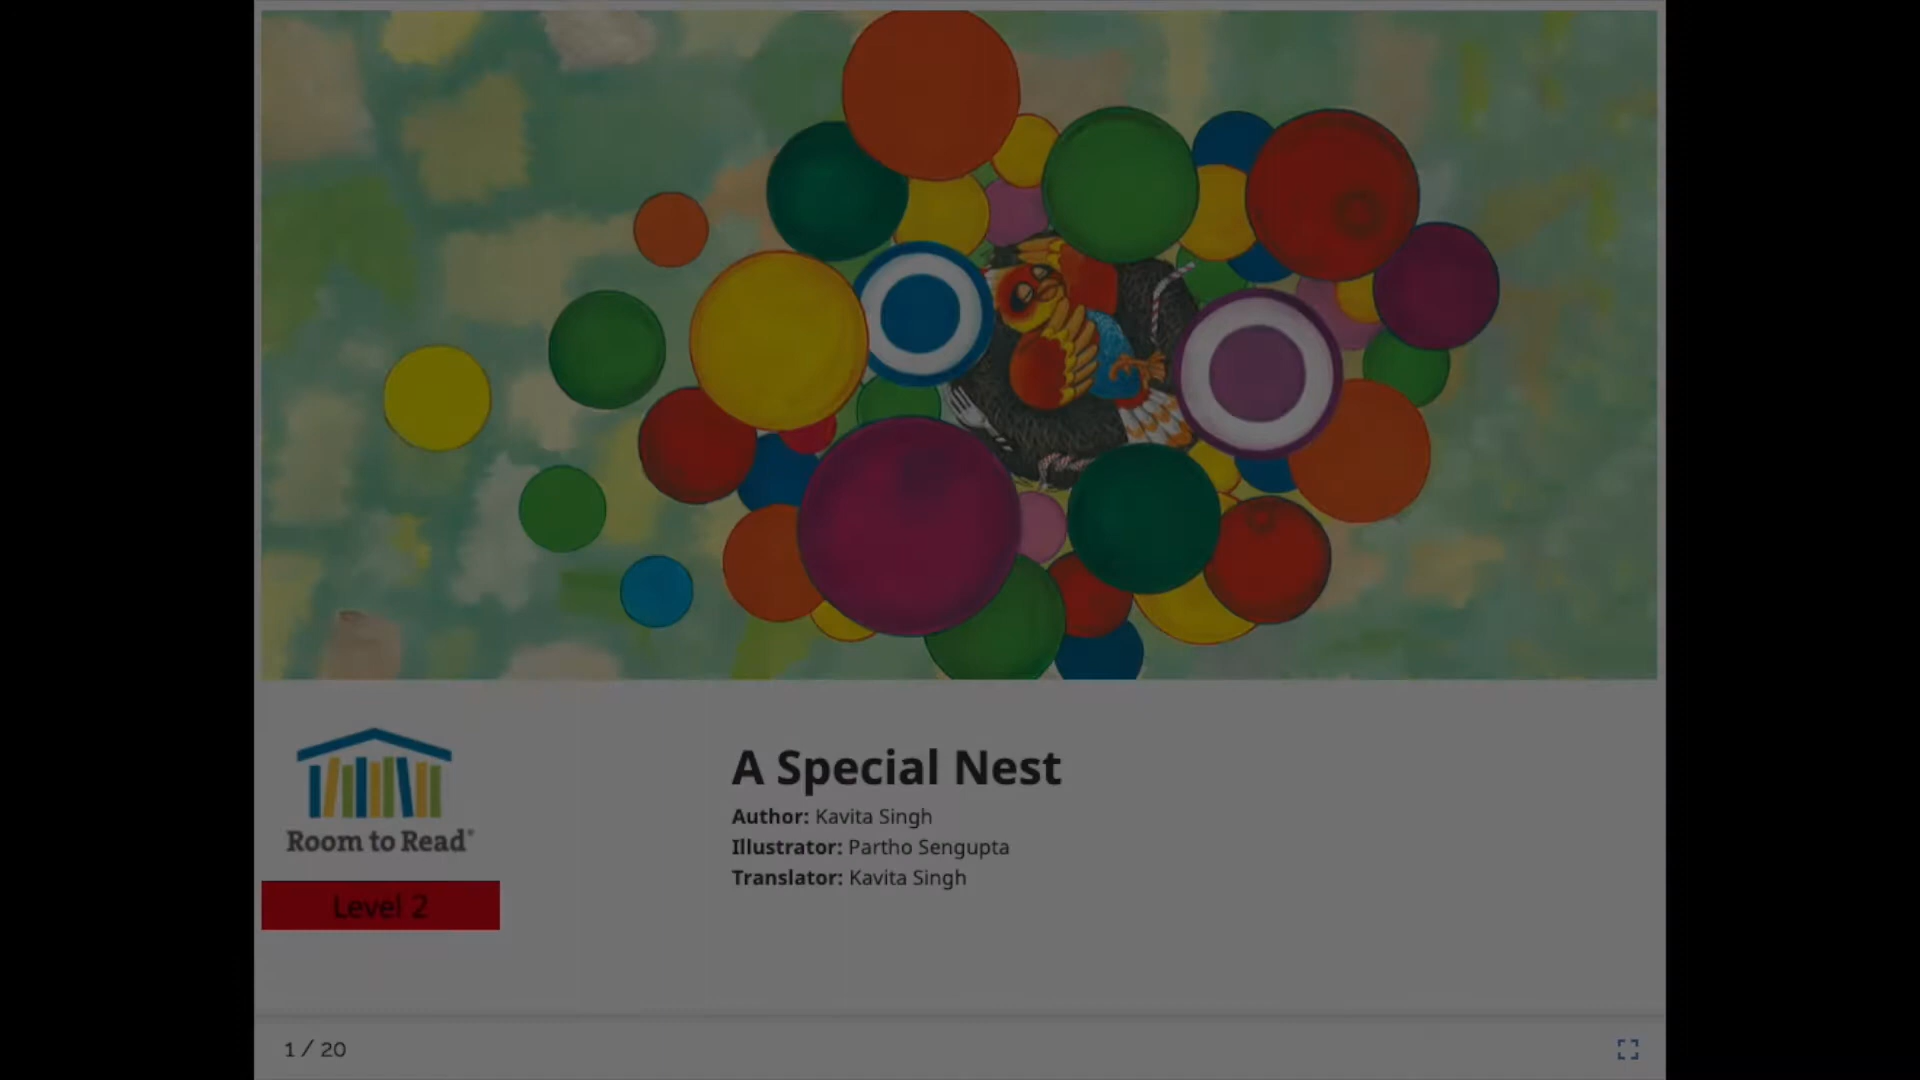 A Special Nest
Author: Kavita Singh
Illustrator: Partho Sengupta
Translator: Kavita Singh
Room to Read®
Level 2
1 / 20